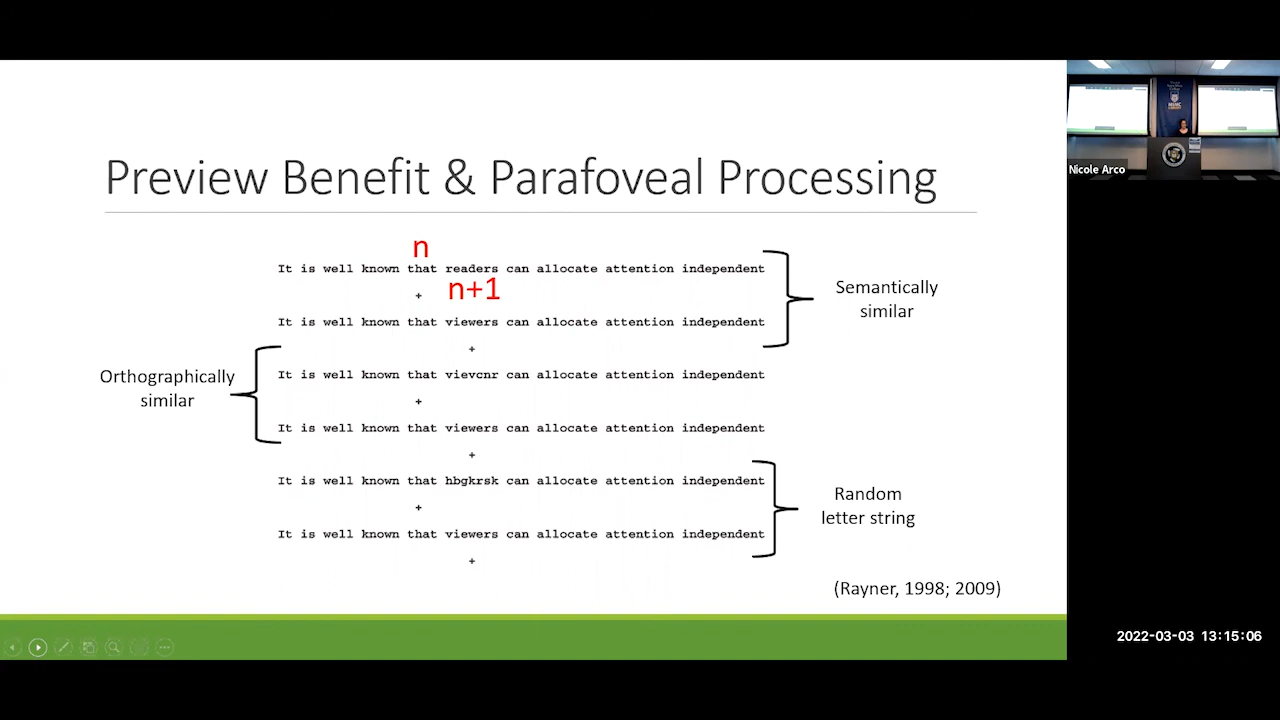 Preview Benefit & Parafoveal Processing
n
It is well known that readers can allocate attention independent
+
n+1
It is well known that viewers can allocate attention independent
+
Semantically
similar
It is well known that vievcnr can allocate attention independent
+
It is well known that viewers can allocate attention independent
+
Orthographically
similar
It is well known that hbgkrsk can allocate attention independent
+
It is well known that viewers can allocate attention independent
+
Random
letter string
(Rayner, 1998; 2009)
Nicole Arco
2022-03-03 13:15:06